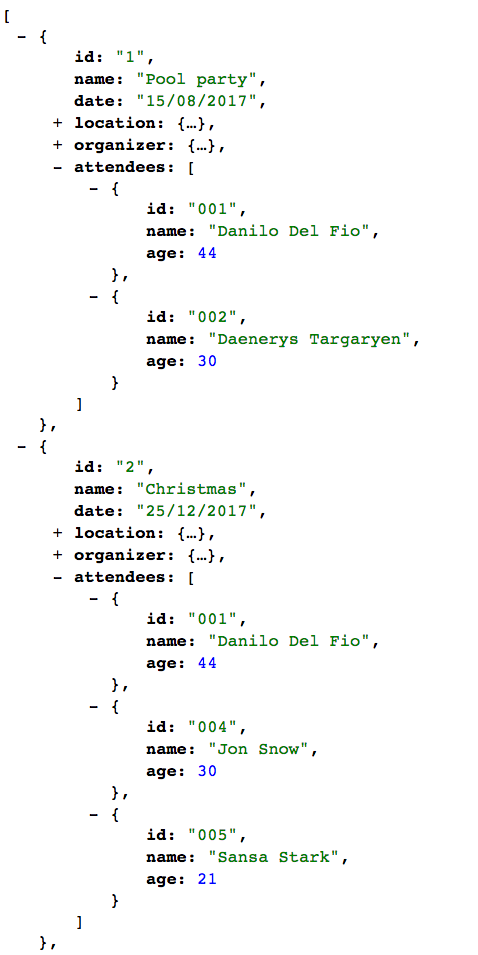 [
- {
id: "1",
name: "Pool party",
date: "15/08/2017",
+ location: {…},
+ organizer: {…},
- attendees: [
- {
id: "001",
name: "Danilo Del Fio",
age: 44
},
- {
id: "002",
name: "Daenerys Targaryen",
age: 30
}
]
},
- {
id: "2",
name: "Christmas",
date: "25/12/2017",
+ location: {…},
+ organizer: {…},
- attendees: [
- {
id: "001",
name: "Danilo Del Fio",
age: 44
},
- {
id: "004",
name: "Jon Snow",
age: 30
},
- {
id: "005",
name: "Sansa Stark",
age: 21
}
]
},